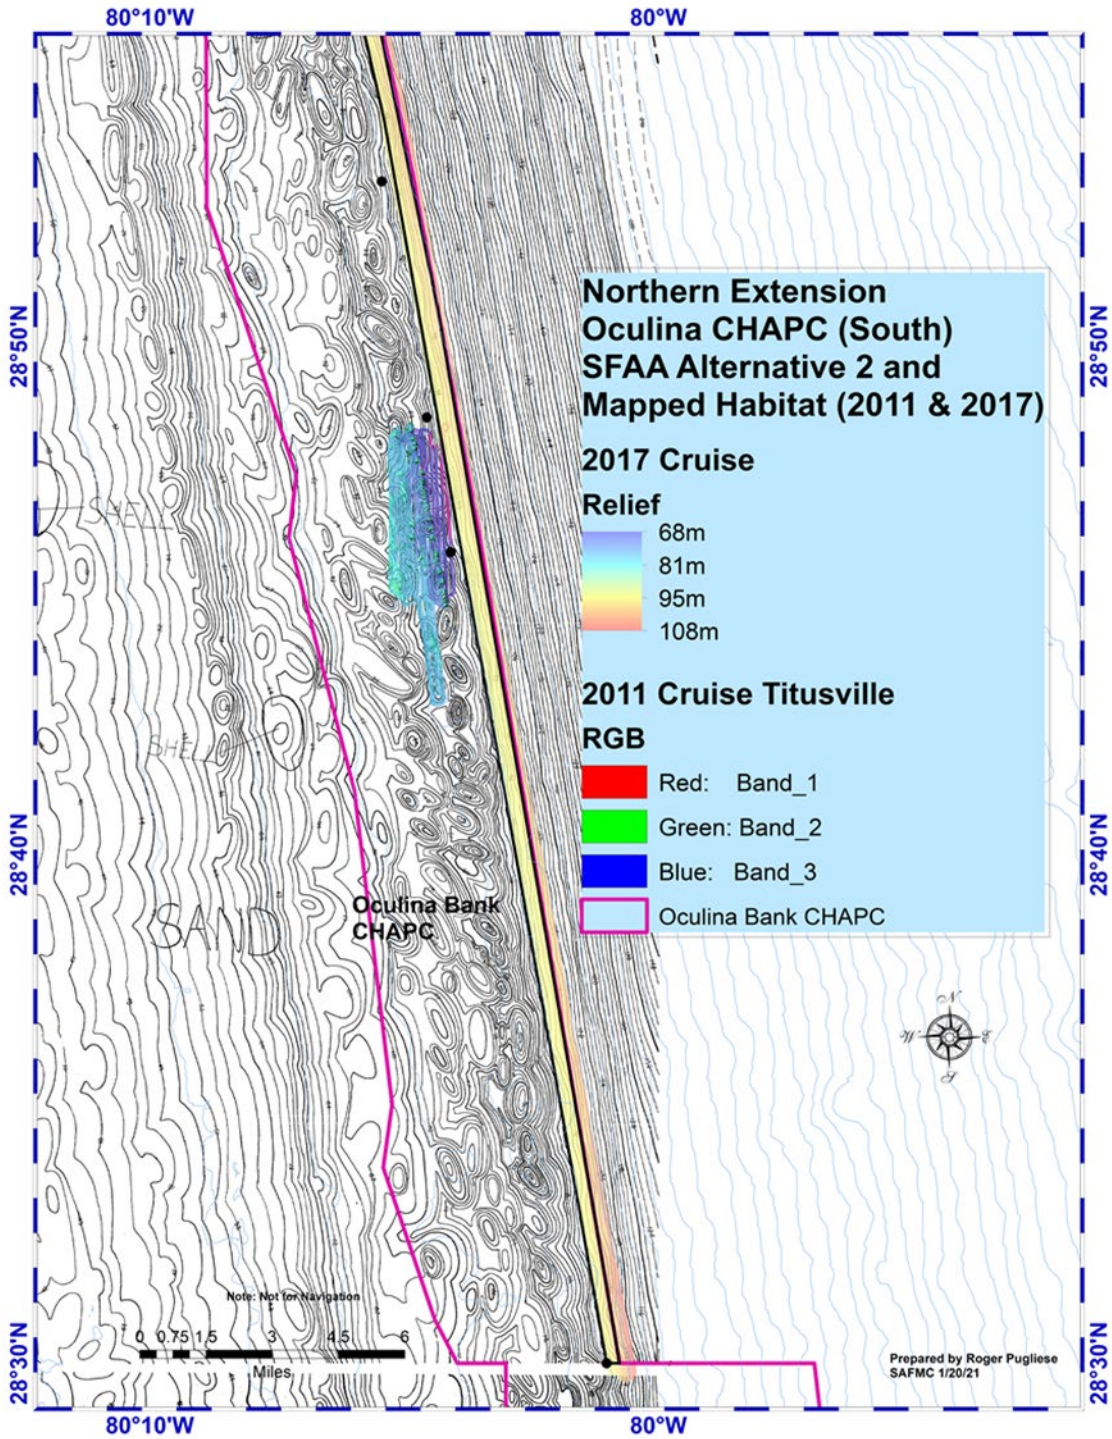 80°10'W 80°W
28°50'N 28°50'N
Northern Extension
Oculina CHAPC (South)
SFAA Alternative 2 and
Mapped Habitat (2011 & 2017)
2017 Cruise
Relief
68m
81m
95m
108m
SHELL
2011 Cruise Titusville
RGB
SHELL
Red: Band_1
Green: Band_2
Blue: Band_3
Oculina Bank CHAPC
28°40'N 28°40'N
Oculina Bank
CHAPC
SAND
N
W E
S
Note: Not for Navigation
0 0.75 1.5 3 4.5 6
Miles
28°30'N 28°30'N
Prepared by Roger Pugliese
SAFMC 1/20/21
80°10'W 80°W